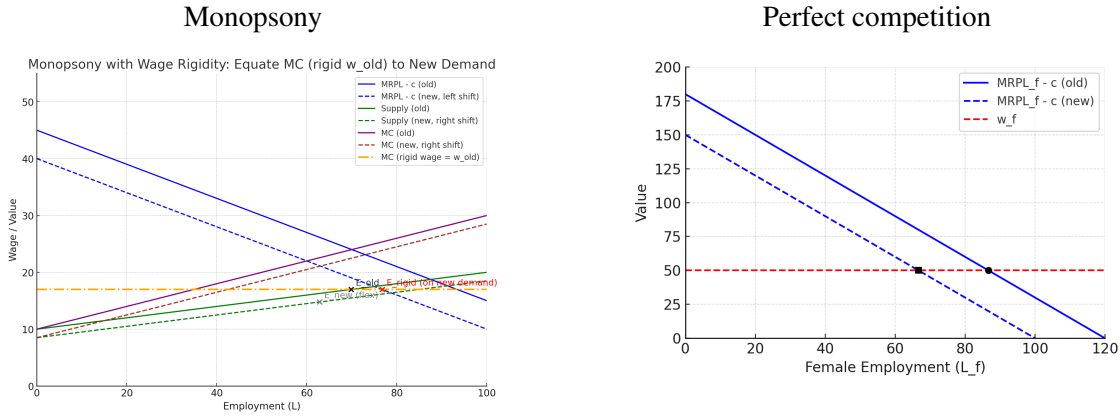 Monopsony
Perfect competition
Monopsony with Wage Rigidity: Equate MC (rigid w_old) to New Demand
MRPL - c (old)
MRPL - c (new, left shift)
Supply (old)
Supply (new, right shift)
MC (old)
MC (new, right shift)
MC (rigid wage = w_old)
50
40
30
20
10
0
Wage / Value
E_old
E_rigid (on new demand)
E_new (flex)
0 20 40 60 80 100
Employment (L)
MRPL_f - c (old)
MRPL_f - c (new)
w_f
200
175
150
125
100
75
50
25
0
Value
0 20 40 60 80 100 120
Female Employment (L_f)